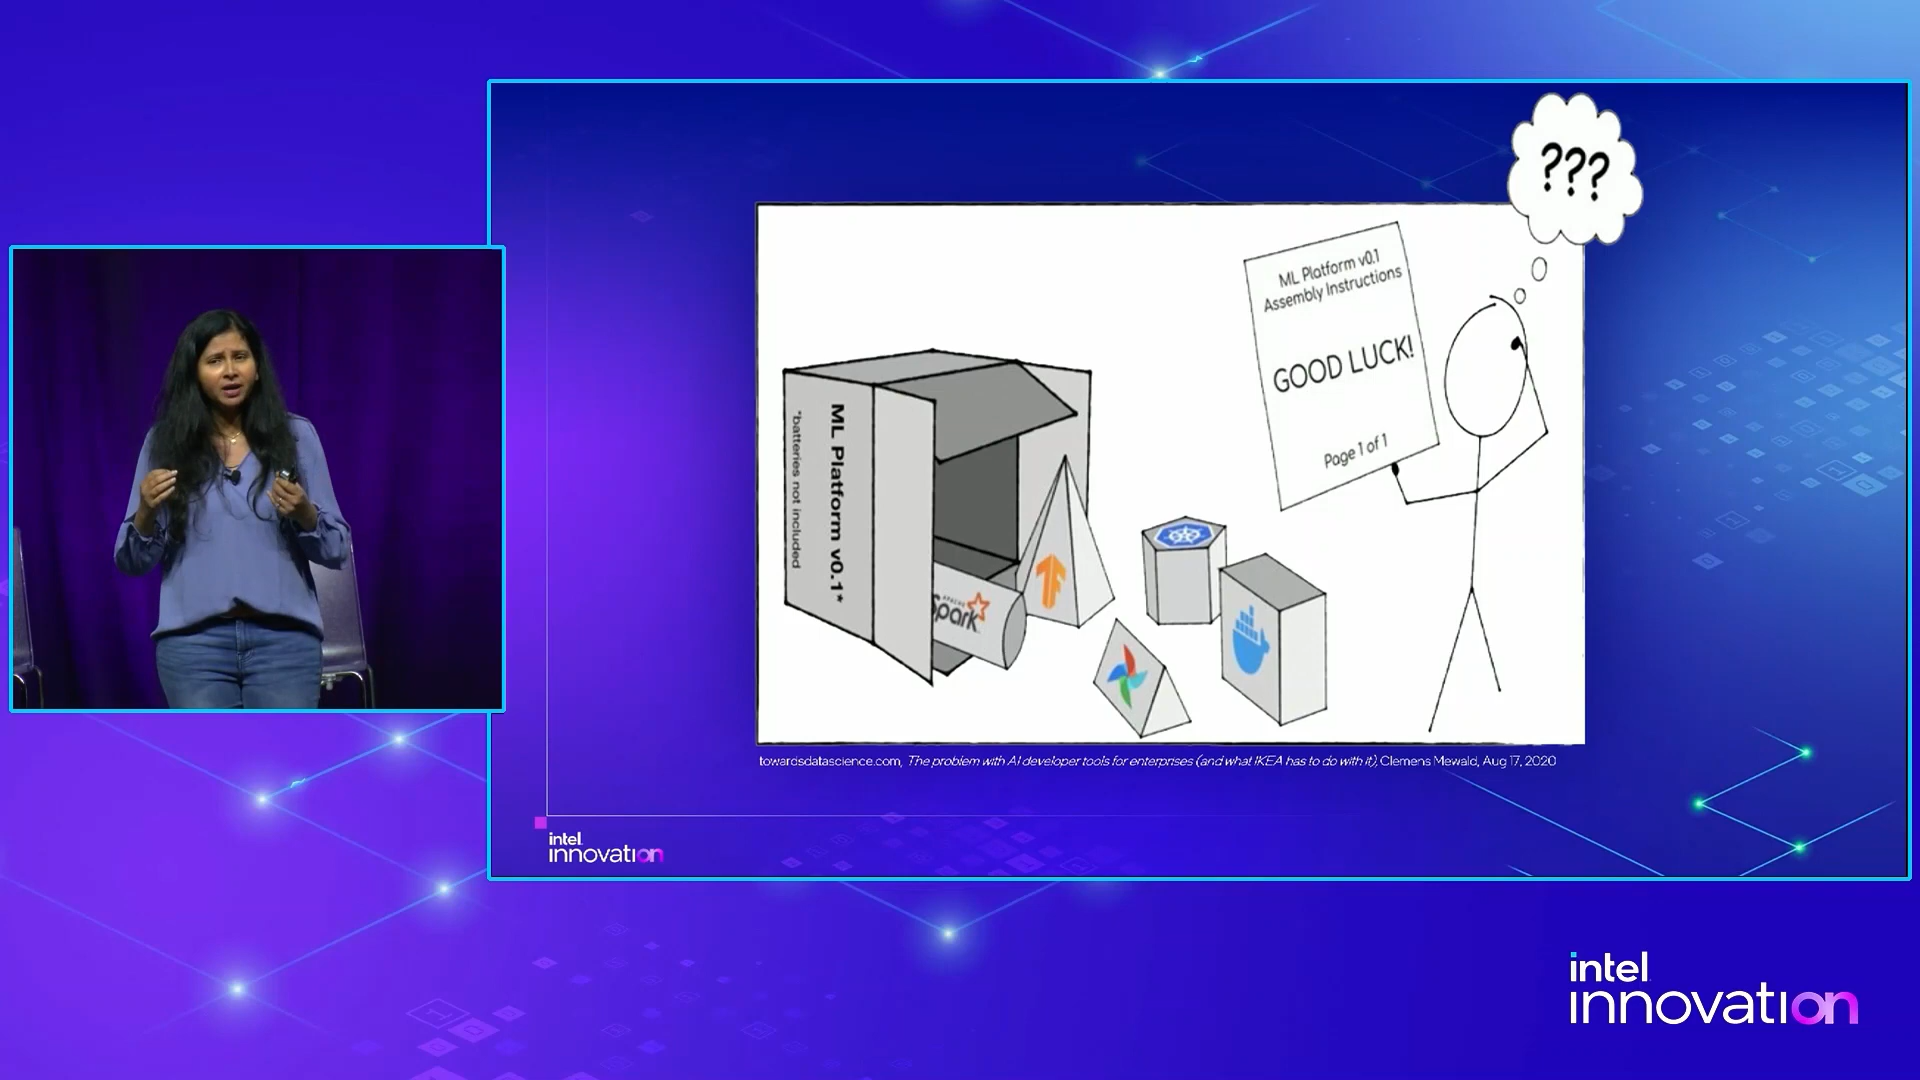 ???
ML Platform v0.1
Assembly Instructions
GOOD LUCK!
Page 1 of 1
ML Platform v0.1*
*batteries not included
APACHE
Spark
towardsdatascience.com, The problem with AI developer tools for enterprises (and what IKEA has to do with it), Clemens Mewald, Aug 17, 2020
intel
innovation
intel
innovation